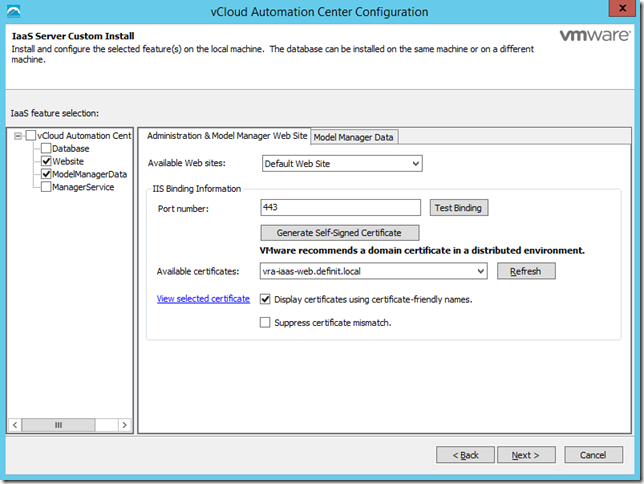 vCloud Automation Center Configuration
x
IaaS Server Custom Install
Install and configure the selected feature(s) on the local machine. The database can be installed on the same machine or on a different
machine.
vmware®
IaaS feature selection:
vCloud Automation Cent
Database
Website
ModelManagerData
ManagerService
Administration & Model Manager Web Site
Model Manager Data
Available Web sites:
Default Web Site
IIS Binding Information
Port number:
443
Test Binding
Generate Self-Signed Certificate
VMware recommends a domain certificate in a distributed environment.
Available certificates:
vra-iaas-web.definit.local
Refresh
View selected certificate
Display certificates using certificate-friendly names.
Suppress certificate mismatch.
< Back
Next >
Cancel